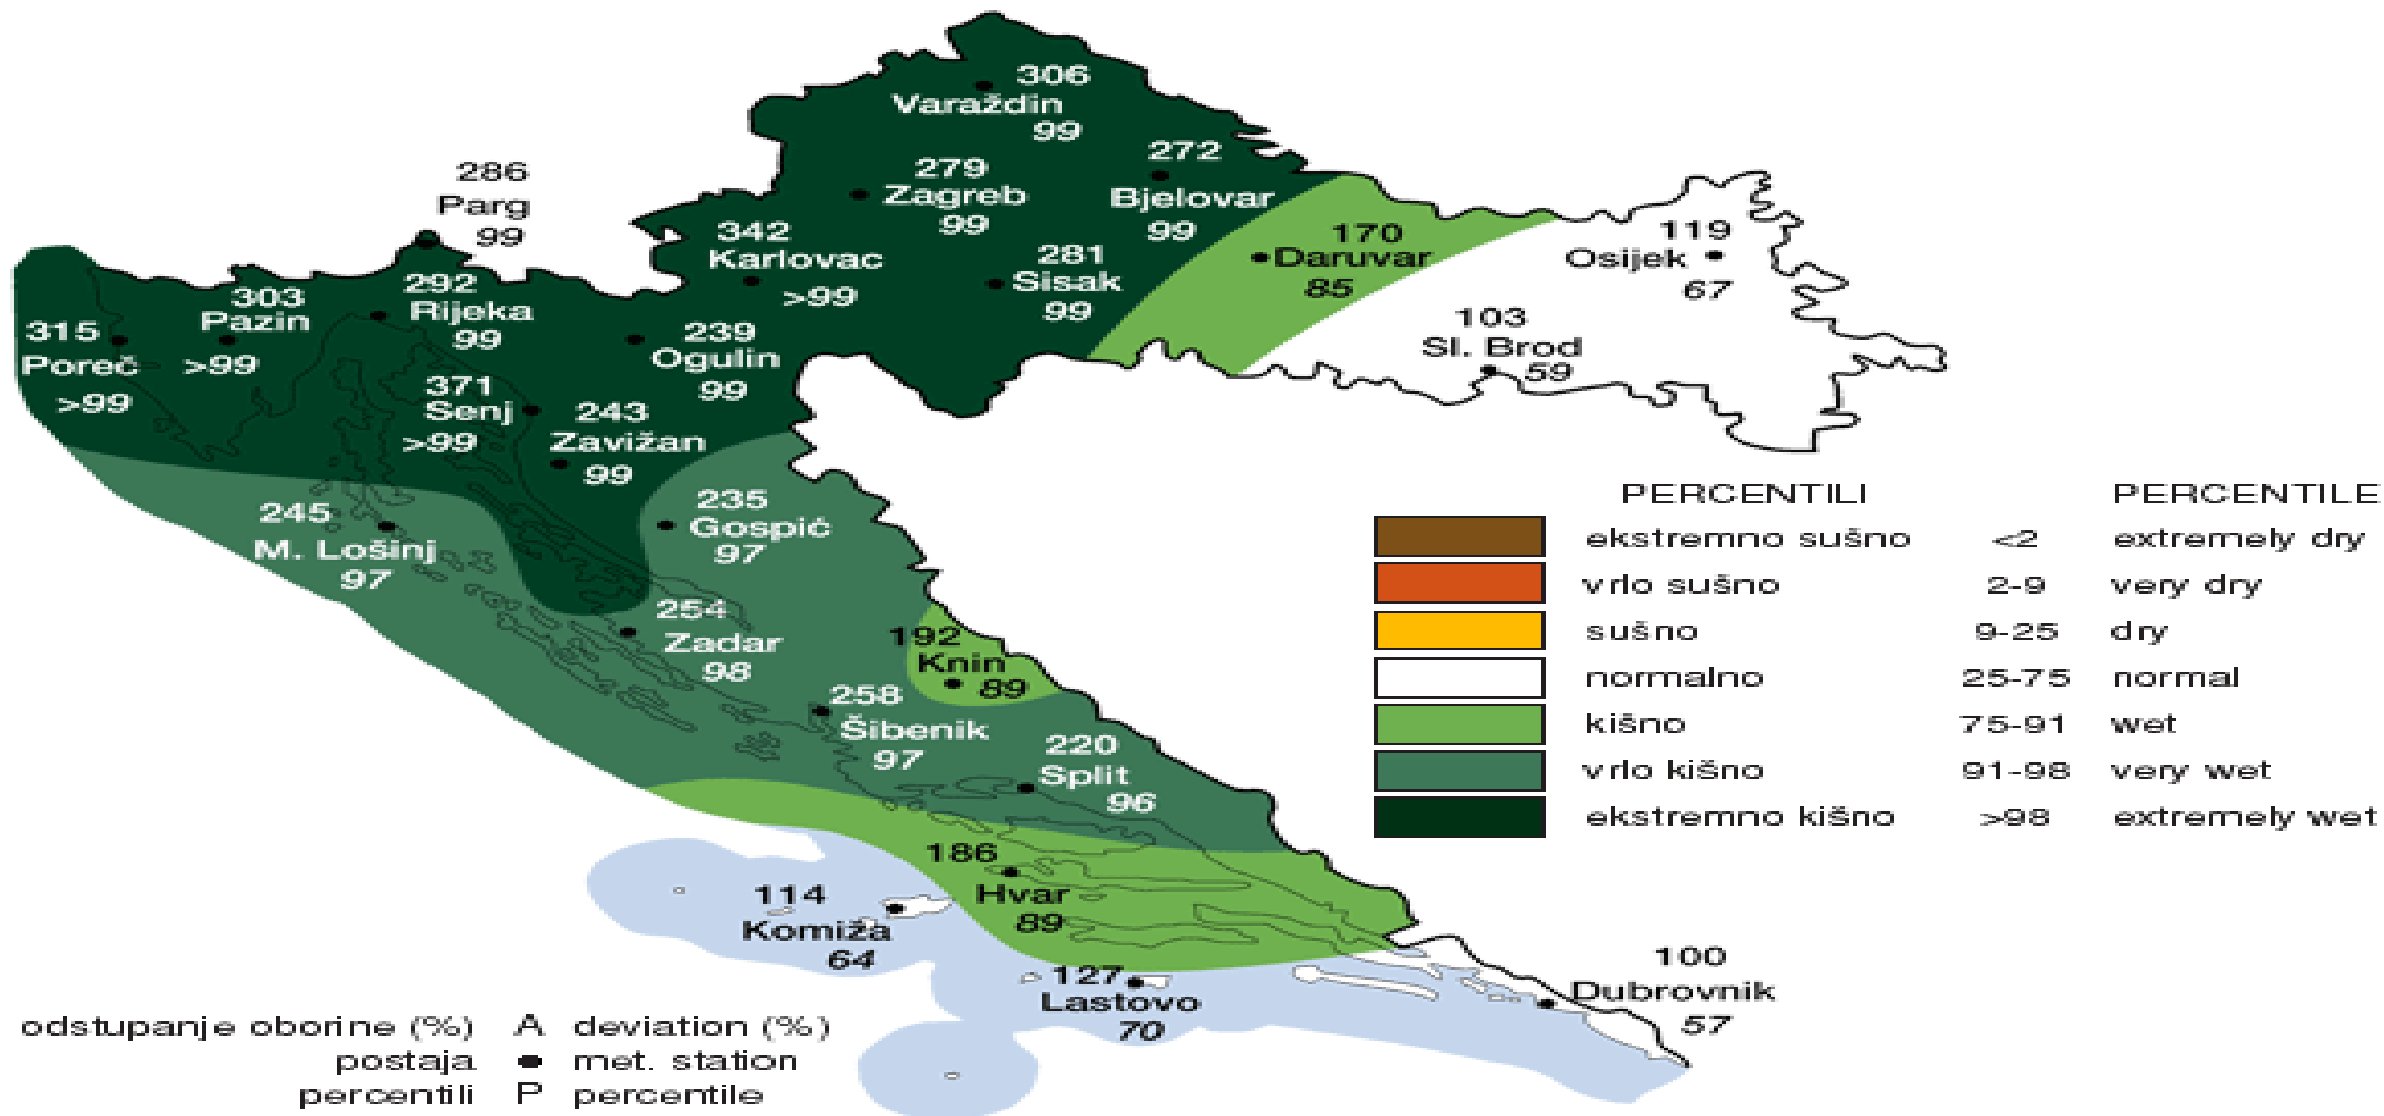 306
Varaždin
99
286
Parg
99
279
Zagreb
99
272
Bjelovar
99
342
Karlovac
>99
281
Sisak
99
170
Daruvar
85
119
Osijek
67
103
Sl. Brod
59
315
Poreč
>99
303
Pazin
>99
292
Rijeka
99
239
Ogulin
99
371
Senj
>99
243
Zavižan
99
245
M. Lošinj
97
235
Gospić
97
254
Zadar
98
192
Knin
89
258
Šibenik
97
220
Split
96
186
Hvar
89
114
Komiža
64
127
Lastovo
70
100
Dubrovnik
57
PERCENTILI PERCENTILE
ekstremno sušno <2 extremely dry
vrlo sušno 2-9 very dry
sušno 9-25 dry
normalno 25-75 normal
kišno 75-91 wet
vrlo kišno 91-98 very wet
ekstremno kišno >98 extremely wet
odstupanje oborine (%) A deviation (%)
postaja ● met. station
percentili P percentile